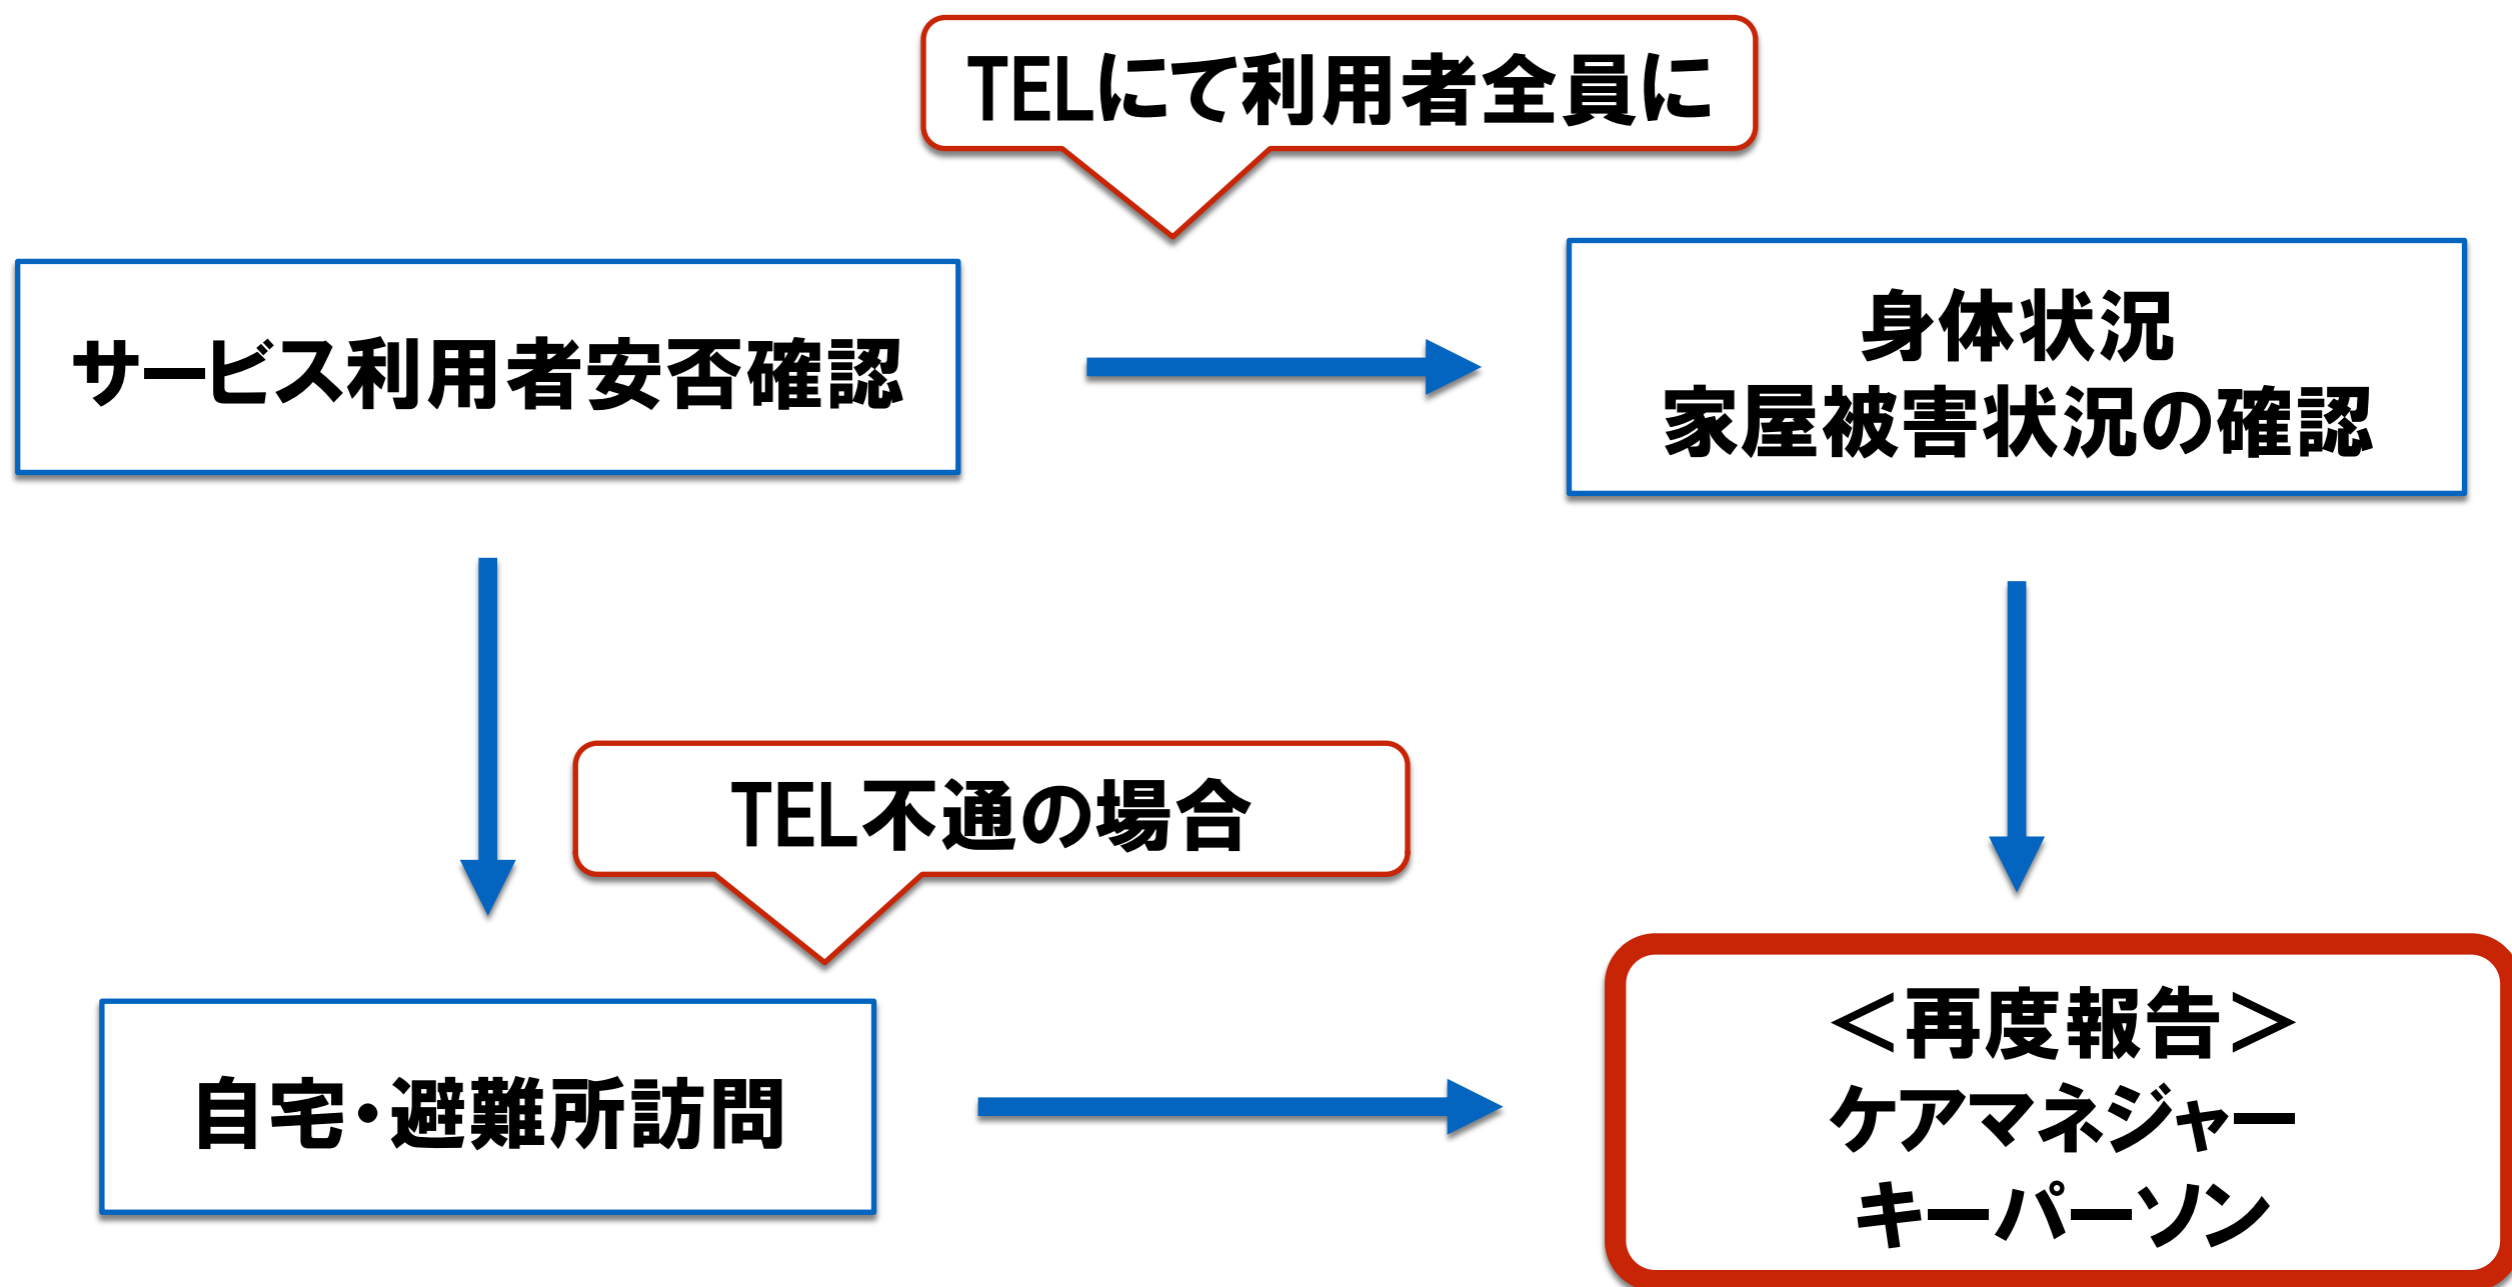 TELにて利用者全員に
サービス利用者安否確認
身体状況
家屋被害状況の確認
TEL不通の場合
自宅・避難所訪問
＜再度報告＞
ケアマネジャー
キーパーソン